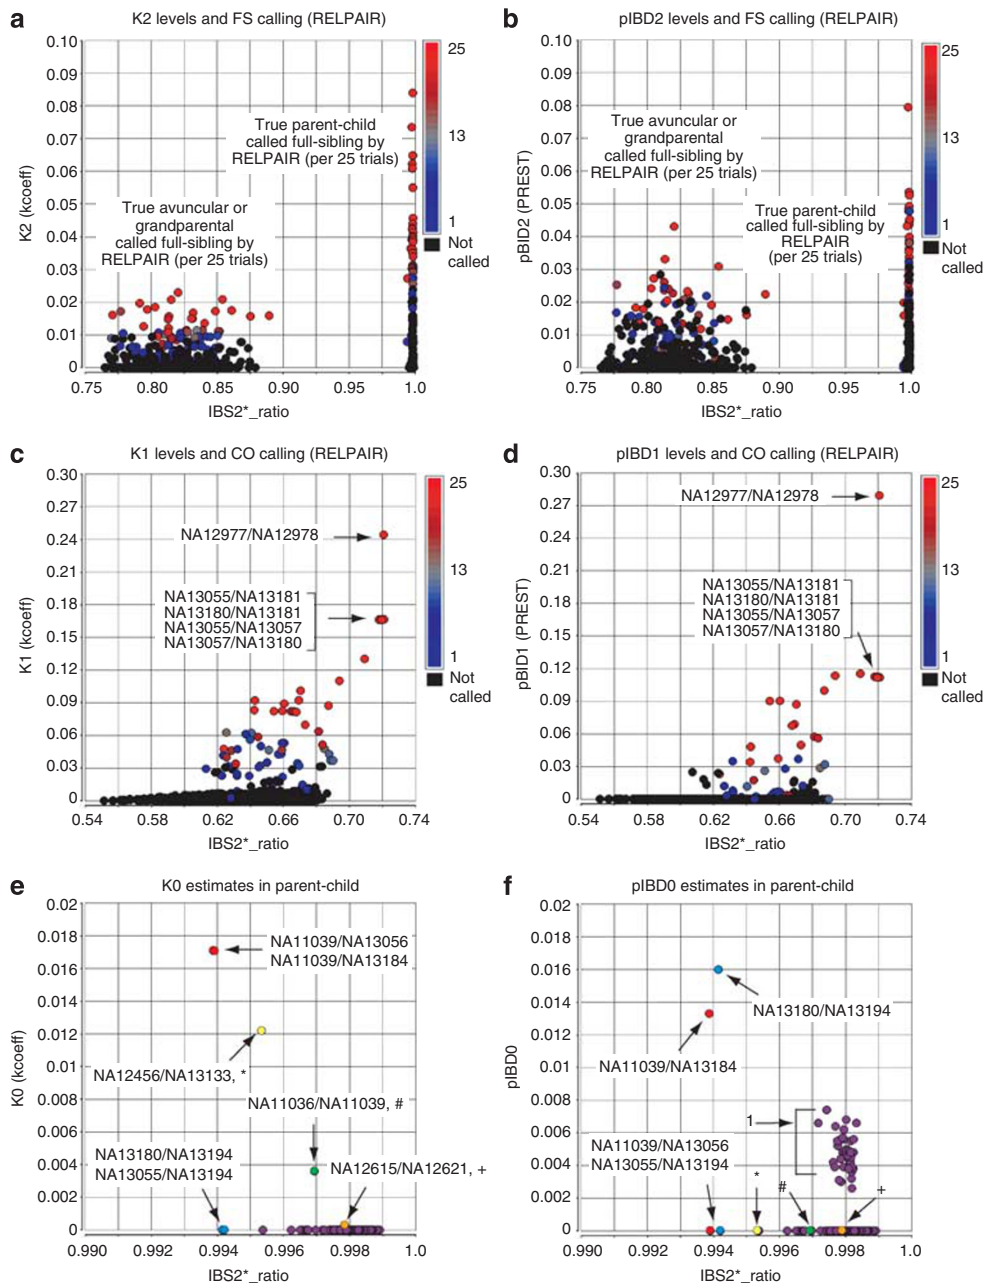 a
K2 levels and FS calling (RELPAIR)
0.10
0.09
0.08
0.07
0.06
0.05
0.04
0.03
0.02
0.01
0
K2 (kcoeff)
True parent-child
called full-sibling by
RELPAIR (per 25 trials)
True avuncular or
grandparental
called full-sibling by
RELPAIR (per 25 trials)
25
13
1
Not
called
0.75 0.80 0.85 0.90 0.95 1.0
IBS2*_ratio
b
pIBD2 levels and FS calling (RELPAIR)
0.10
0.09
0.08
0.07
0.06
0.05
0.04
0.03
0.02
0.01
0
pBID2 (PREST)
True avuncular or
grandparental
called full-sibling by
RELPAIR (per 25 trials)
True parent-child
called full-sibling by
RELPAIR
(per 25 trials)
25
13
1
Not
called
0.75 0.80 0.85 0.90 0.95 1.0
IBS2*_ratio
c
K1 levels and CO calling (RELPAIR)
0.30
0.27
0.24
0.21
0.18
0.15
0.12
0.09
0.06
0.03
0
K1 (kcoeff)
NA12977/NA12978
NA13055/NA13181
NA13180/NA13181
NA13055/NA13057
NA13057/NA13180
25
13
1
Not
called
0.54 0.58 0.62 0.66 0.70 0.74
IBS2*_ratio
d
pIBD1 levels and CO calling (RELPAIR)
0.30
0.27
0.24
0.21
0.18
0.15
0.12
0.09
0.06
0.03
0
pBID1 (PREST)
NA12977/NA12978
NA13055/NA13181
NA13180/NA13181
NA13055/NA13057
NA13057/NA13180
25
13
1
Not
called
0.54 0.58 0.62 0.66 0.70 0.74
IBS2*_ratio
e
K0 estimates in parent-child
0.02
0.018
0.016
0.014
0.012
0.01
0.008
0.006
0.004
0.002
0
K0 (kcoeff)
NA11039/NA13056
NA11039/NA13184
NA12456/NA13133, *
NA11036/NA11039, #
NA13180/NA13194
NA13055/NA13194
NA12615/NA12621, +
0.990 0.992 0.994 0.996 0.998 1.0
IBS2*_ratio
f
pIBD0 estimates in parent-child
0.02
0.018
0.016
0.014
0.012
0.01
0.008
0.006
0.004
0.002
0
pIBD0
NA13180/NA13194
NA11039/NA13184
1
NA11039/NA13056
NA13055/NA13194
*
#
+
0.990 0.992 0.994 0.996 0.998 1.0
IBS2*_ratio